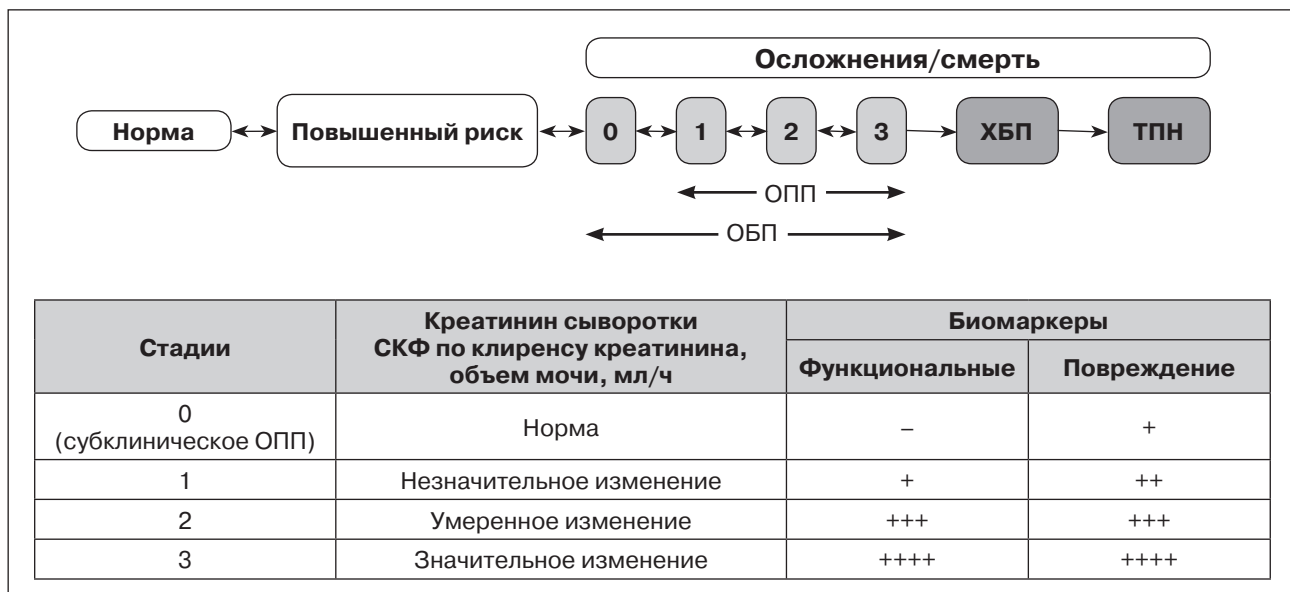 Осложнения/смерть
Норма Повышенный риск 0 1 2 3 ХБП ТПН
ОПП
ОБП
Стадии
Креатинин сыворотки
СКФ по клиренсу креатинина,
объем мочи, мл/ч
Биомаркеры
Функциональные Повреждение
0
(субклиническое ОПП)
Норма – +
1 Незначительное изменение + ++
2 Умеренное изменение +++ +++
3 Значительное изменение ++++ ++++